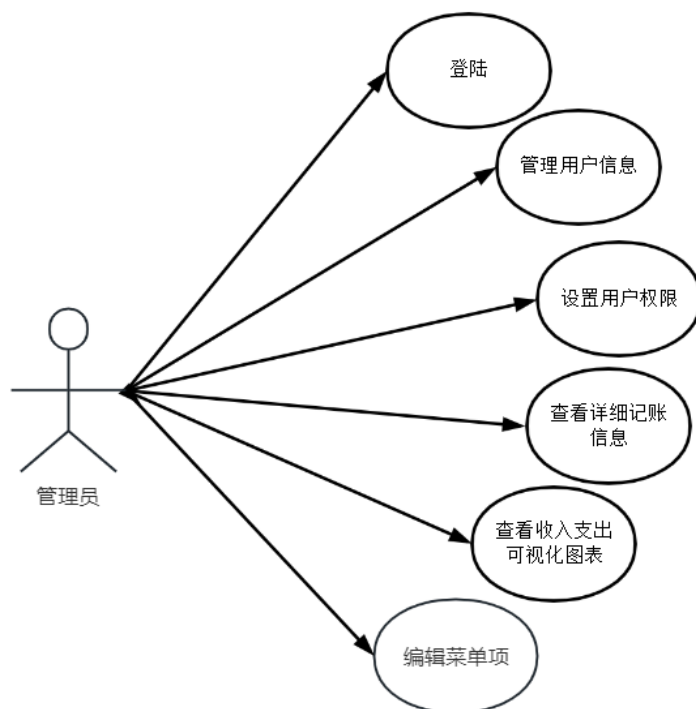 登陆
管理用户信息
设置用户权限
查看详细记账
信息
管理员
查看收入支出
可视化图表
编辑菜单项